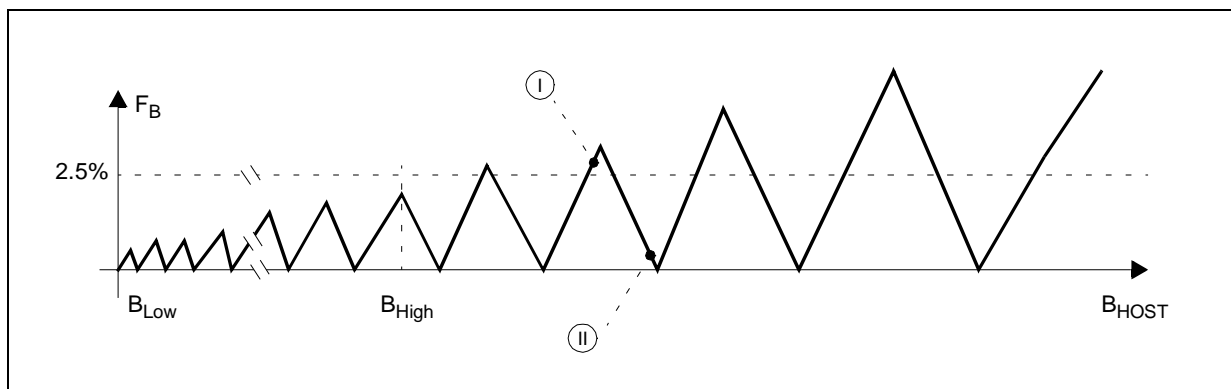 I
F_B
2.5%
B_Low
B_High
B_HOST
II